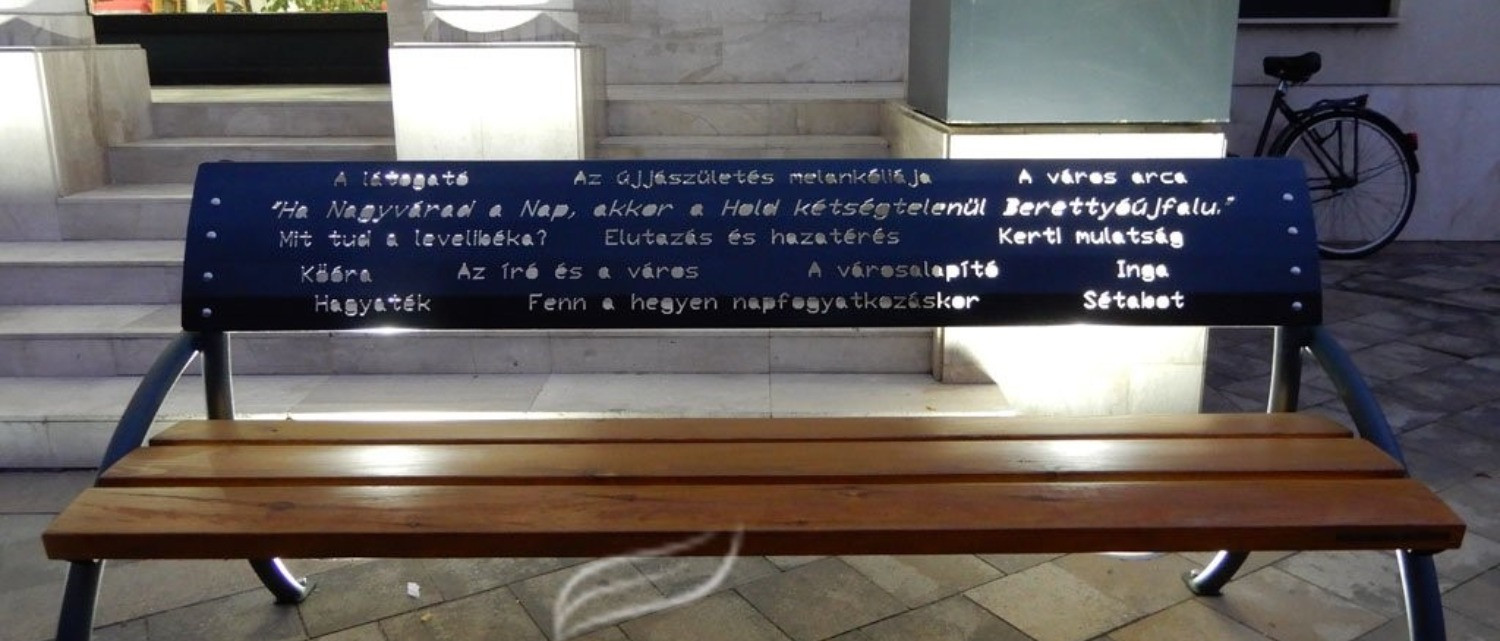 A látogató Az újjászületés melankóliája A város arca
"Ha Nagyvárad a Nap, akkor a Hold kétségtelenül Berettyóújfalu."
Mit tud a levelibéka? Elutazás és hazatérés Kerti mulatság
Kőóra Az író és a város A városalapító Inga
Hagyaték Fenn a hegyen napfogyatkozáskor Sétabot